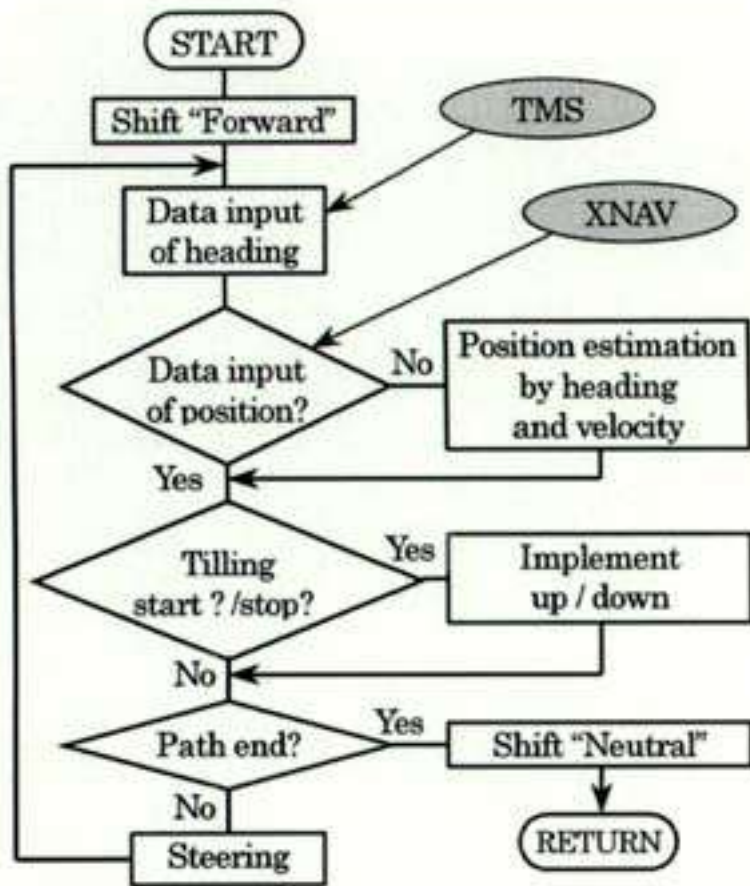 START
Shift “Forward”
TMS
Data input
of heading
XNAV
Data input
of position?
No
Position estimation
by heading
and velocity
Yes
Tilling
start ? /stop?
Yes
Implement
up / down
No
Path end?
Yes
Shift “Neutral”
No
Steering
RETURN